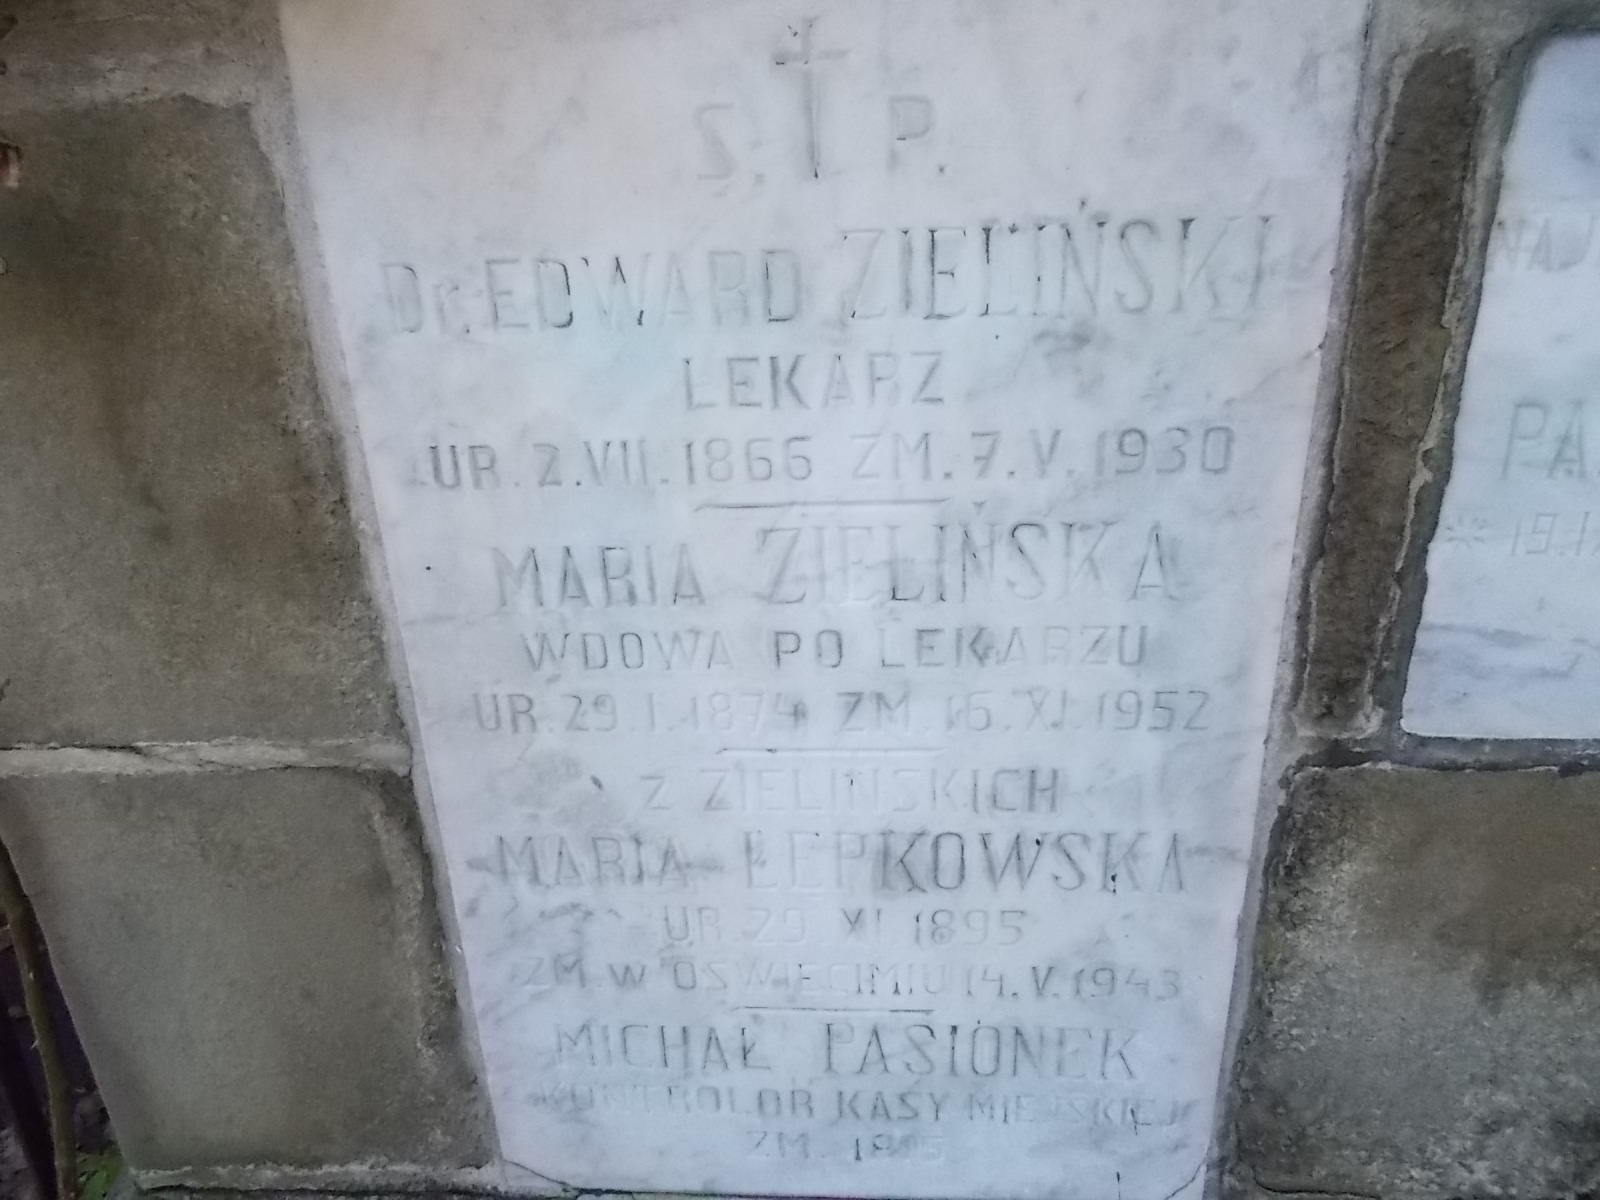 Ś. P.
Dr. EDWARD ZIELIŃSKI
LEKARZ
UR. 2.VII.1866 ZM. 7.V.1930
MARIA ZIELIŃSKA
WDOWA PO LEKARZU
UR. 29.I.1874 ZM. 16.XI.1952
Z ZIELIŃSKICH
MARIA ŁEPKOWSKA
UR. 29.XI 1895
ZM. W OŚWIĘCIMIU 14.V.1943
MICHAŁ PASIONEK
KONTROLOR KASY MIEJSKIEJ
ZM.